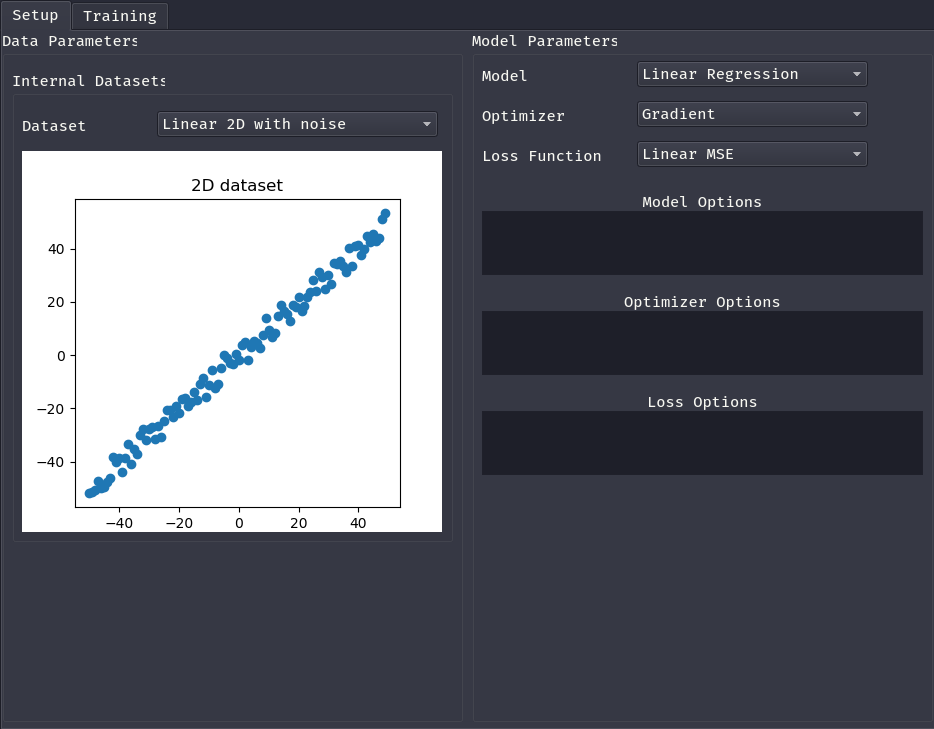 Setup
Training
Data Parameters
Internal Datasets
Dataset
Linear 2D with noise
2D dataset
40
20
0
−20
−40
−40 −20 0 20 40
Model Parameters
Model
Linear Regression
Optimizer
Gradient
Loss Function
Linear MSE
Model Options
Optimizer Options
Loss Options